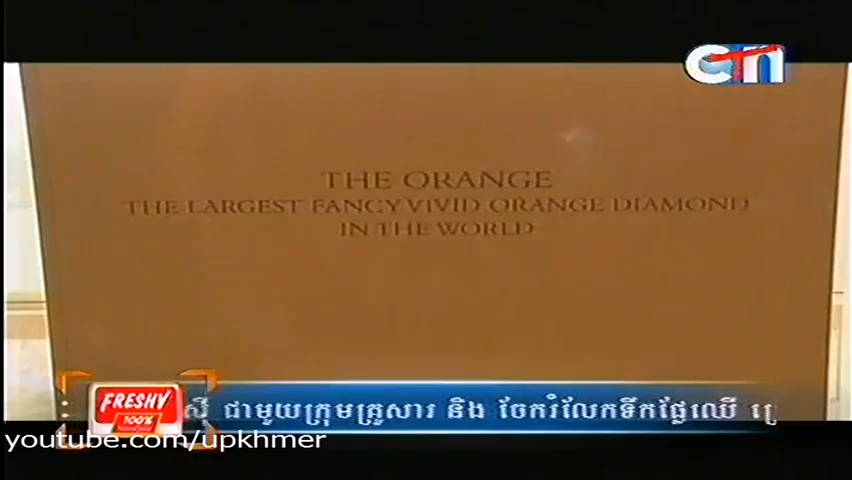 CTN
THE ORANGE
THE LARGEST FANCY VIVID ORANGE DIAMOND
IN THE WORLD
FRESHY
100%
ជាមួយក្រុមគ្រួសារ និង ចែករំលែកទឹកផ្លែឈើ
youtube.com/upkhmer